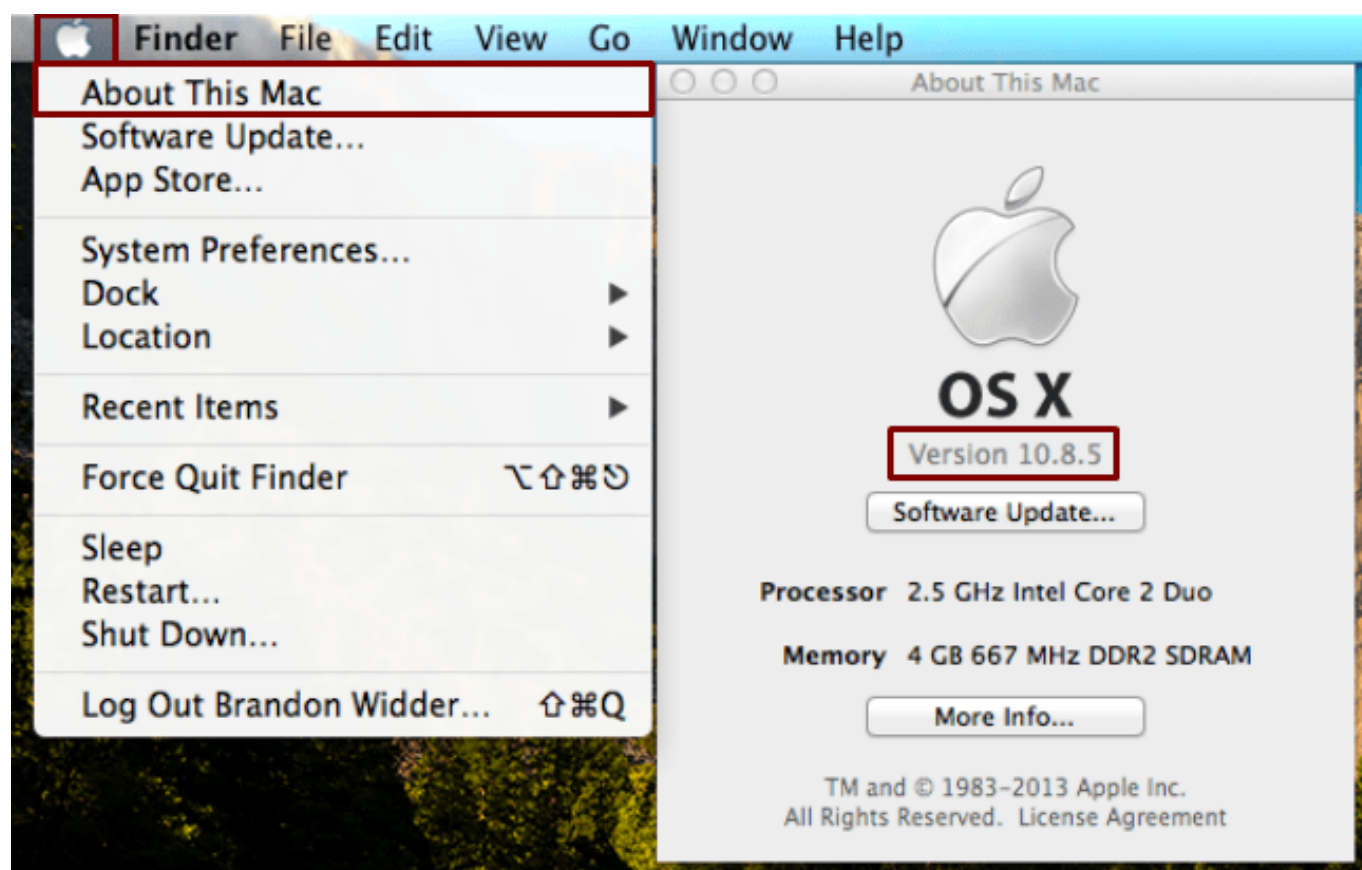 Finder File Edit View Go Window Help
About This Mac
Software Update...
App Store...
System Preferences...
Dock ▶
Location ▶
Recent Items ▶
Force Quit Finder ⌥⇧⌘⎋
Sleep
Restart...
Shut Down...
Log Out Brandon Widder... ⇧⌘Q
About This Mac
OS X
Version 10.8.5
Software Update...
Processor 2.5 GHz Intel Core 2 Duo
Memory 4 GB 667 MHz DDR2 SDRAM
More Info...
TM and © 1983–2013 Apple Inc.
All Rights Reserved. License Agreement